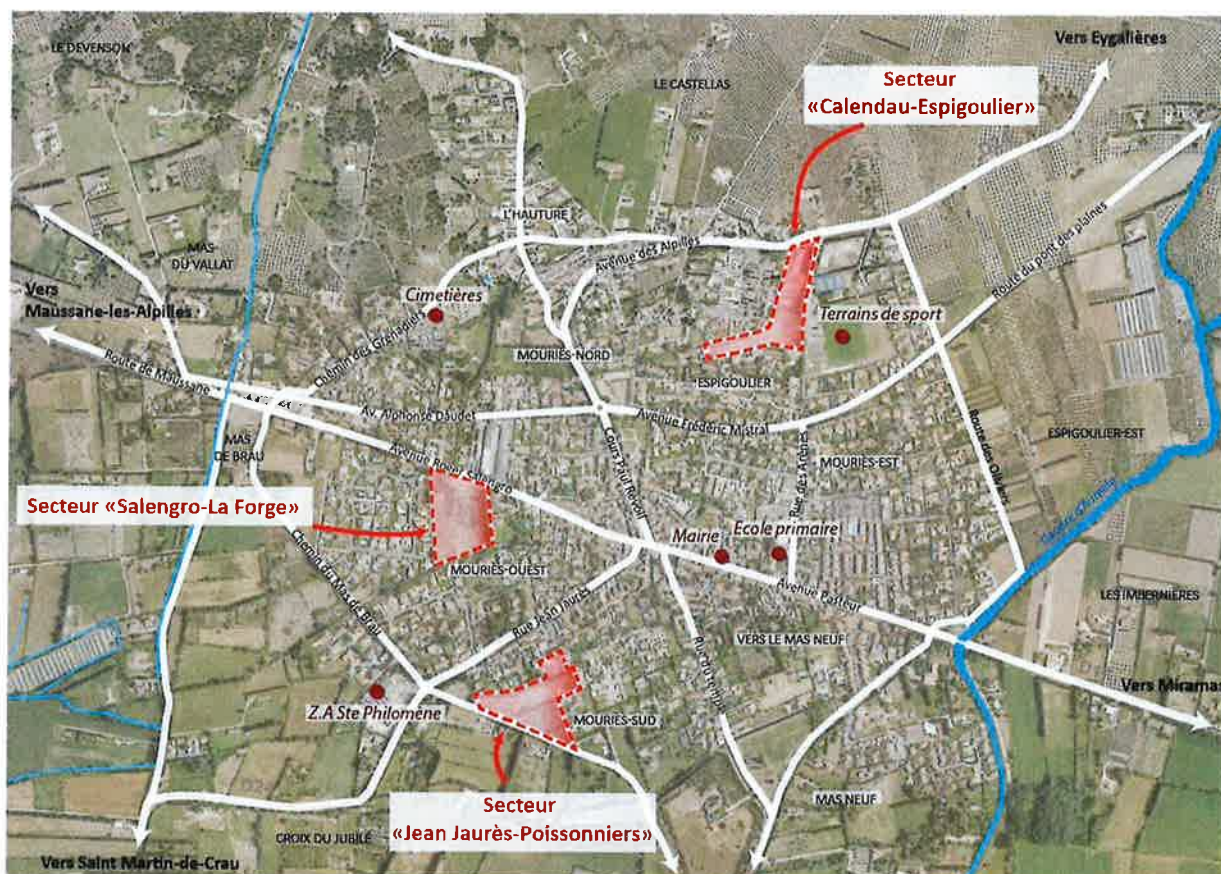 LE DEVENSON
Vers Eygalières
Secteur
«Calendau-Espigoulier»
LE CASTELLAS
L'HAUTURE
Avenue des Alpilles
Route du pont des plaines
MAS
DU VALLAT
Vers
Maussane-les-Alpilles
Cimetières
Terrains de sport
Chemin des Grenadiers
MOURIÈS-NORD
Route de Maussane
ESPIGOULIER
Av. Alphonse Daudet
Avenue Frédéric Mistral
Route des Oliviers
ESPIGOULIER-EST
MAS
DE BRAU
Avenue Roger Salengro
Cours Paul Revoil
Rue des Arènes
MOURIÈS-EST
Secteur «Salengro-La Forge»
Mairie
Ecole primaire
MOURIÈS-OUEST
Chemin du Mas de Brau
Rue Jean Jaurès
Avenue Pasteur
LES IMBERNIERES
VERS LE MAS NEUF
Rue du temple
Z.A Ste Philomène
MOURIÈS-SUD
Vers Miramas
MAS NEUF
Secteur
«Jean Jaurès-Poissonniers»
CROIX DU JUBILÉ
Vers Saint Martin-de-Crau